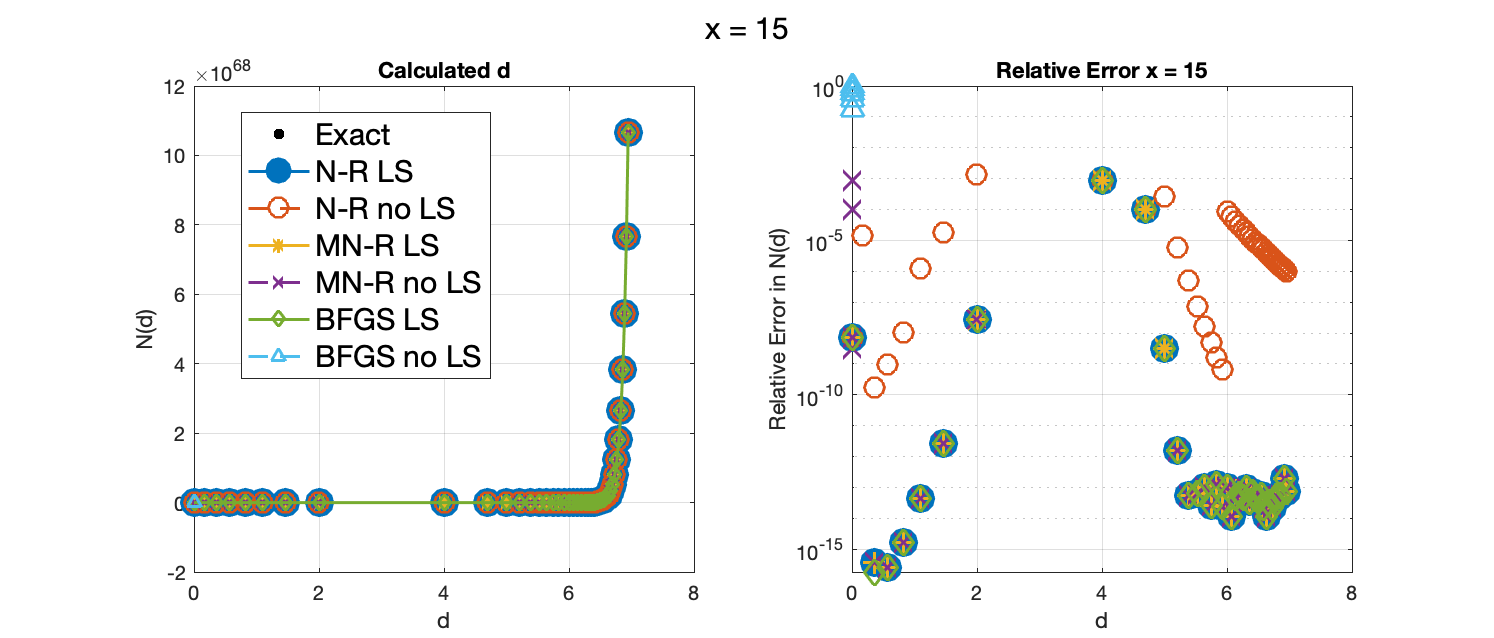 x = 15
Calculated d
×10^68
12
10
8
6
4
2
0
-2
N(d)
0 2 4 6 8
d
Exact
N-R LS
N-R no LS
MN-R LS
MN-R no LS
BFGS LS
BFGS no LS
Relative Error x = 15
10^0
10^-5
10^-10
10^-15
Relative Error in N(d)
0 2 4 6 8
d